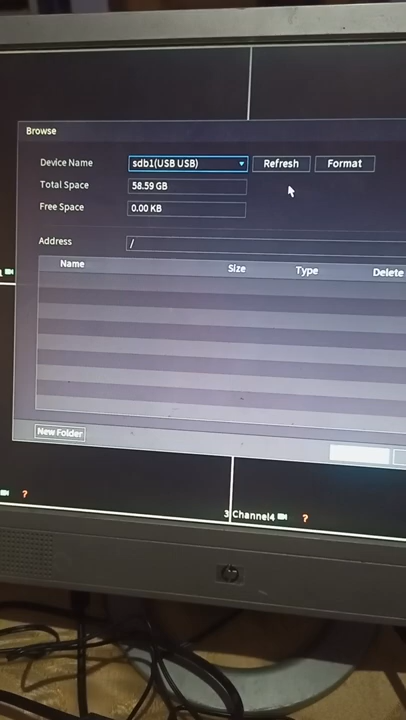 Browse
Device Name sdb1(USB USB) Refresh Format
Total Space 58.59 GB
Free Space 0.00 KB
Address /
Name Size Type Delete
New Folder
? 3 Channel4 ?
hp